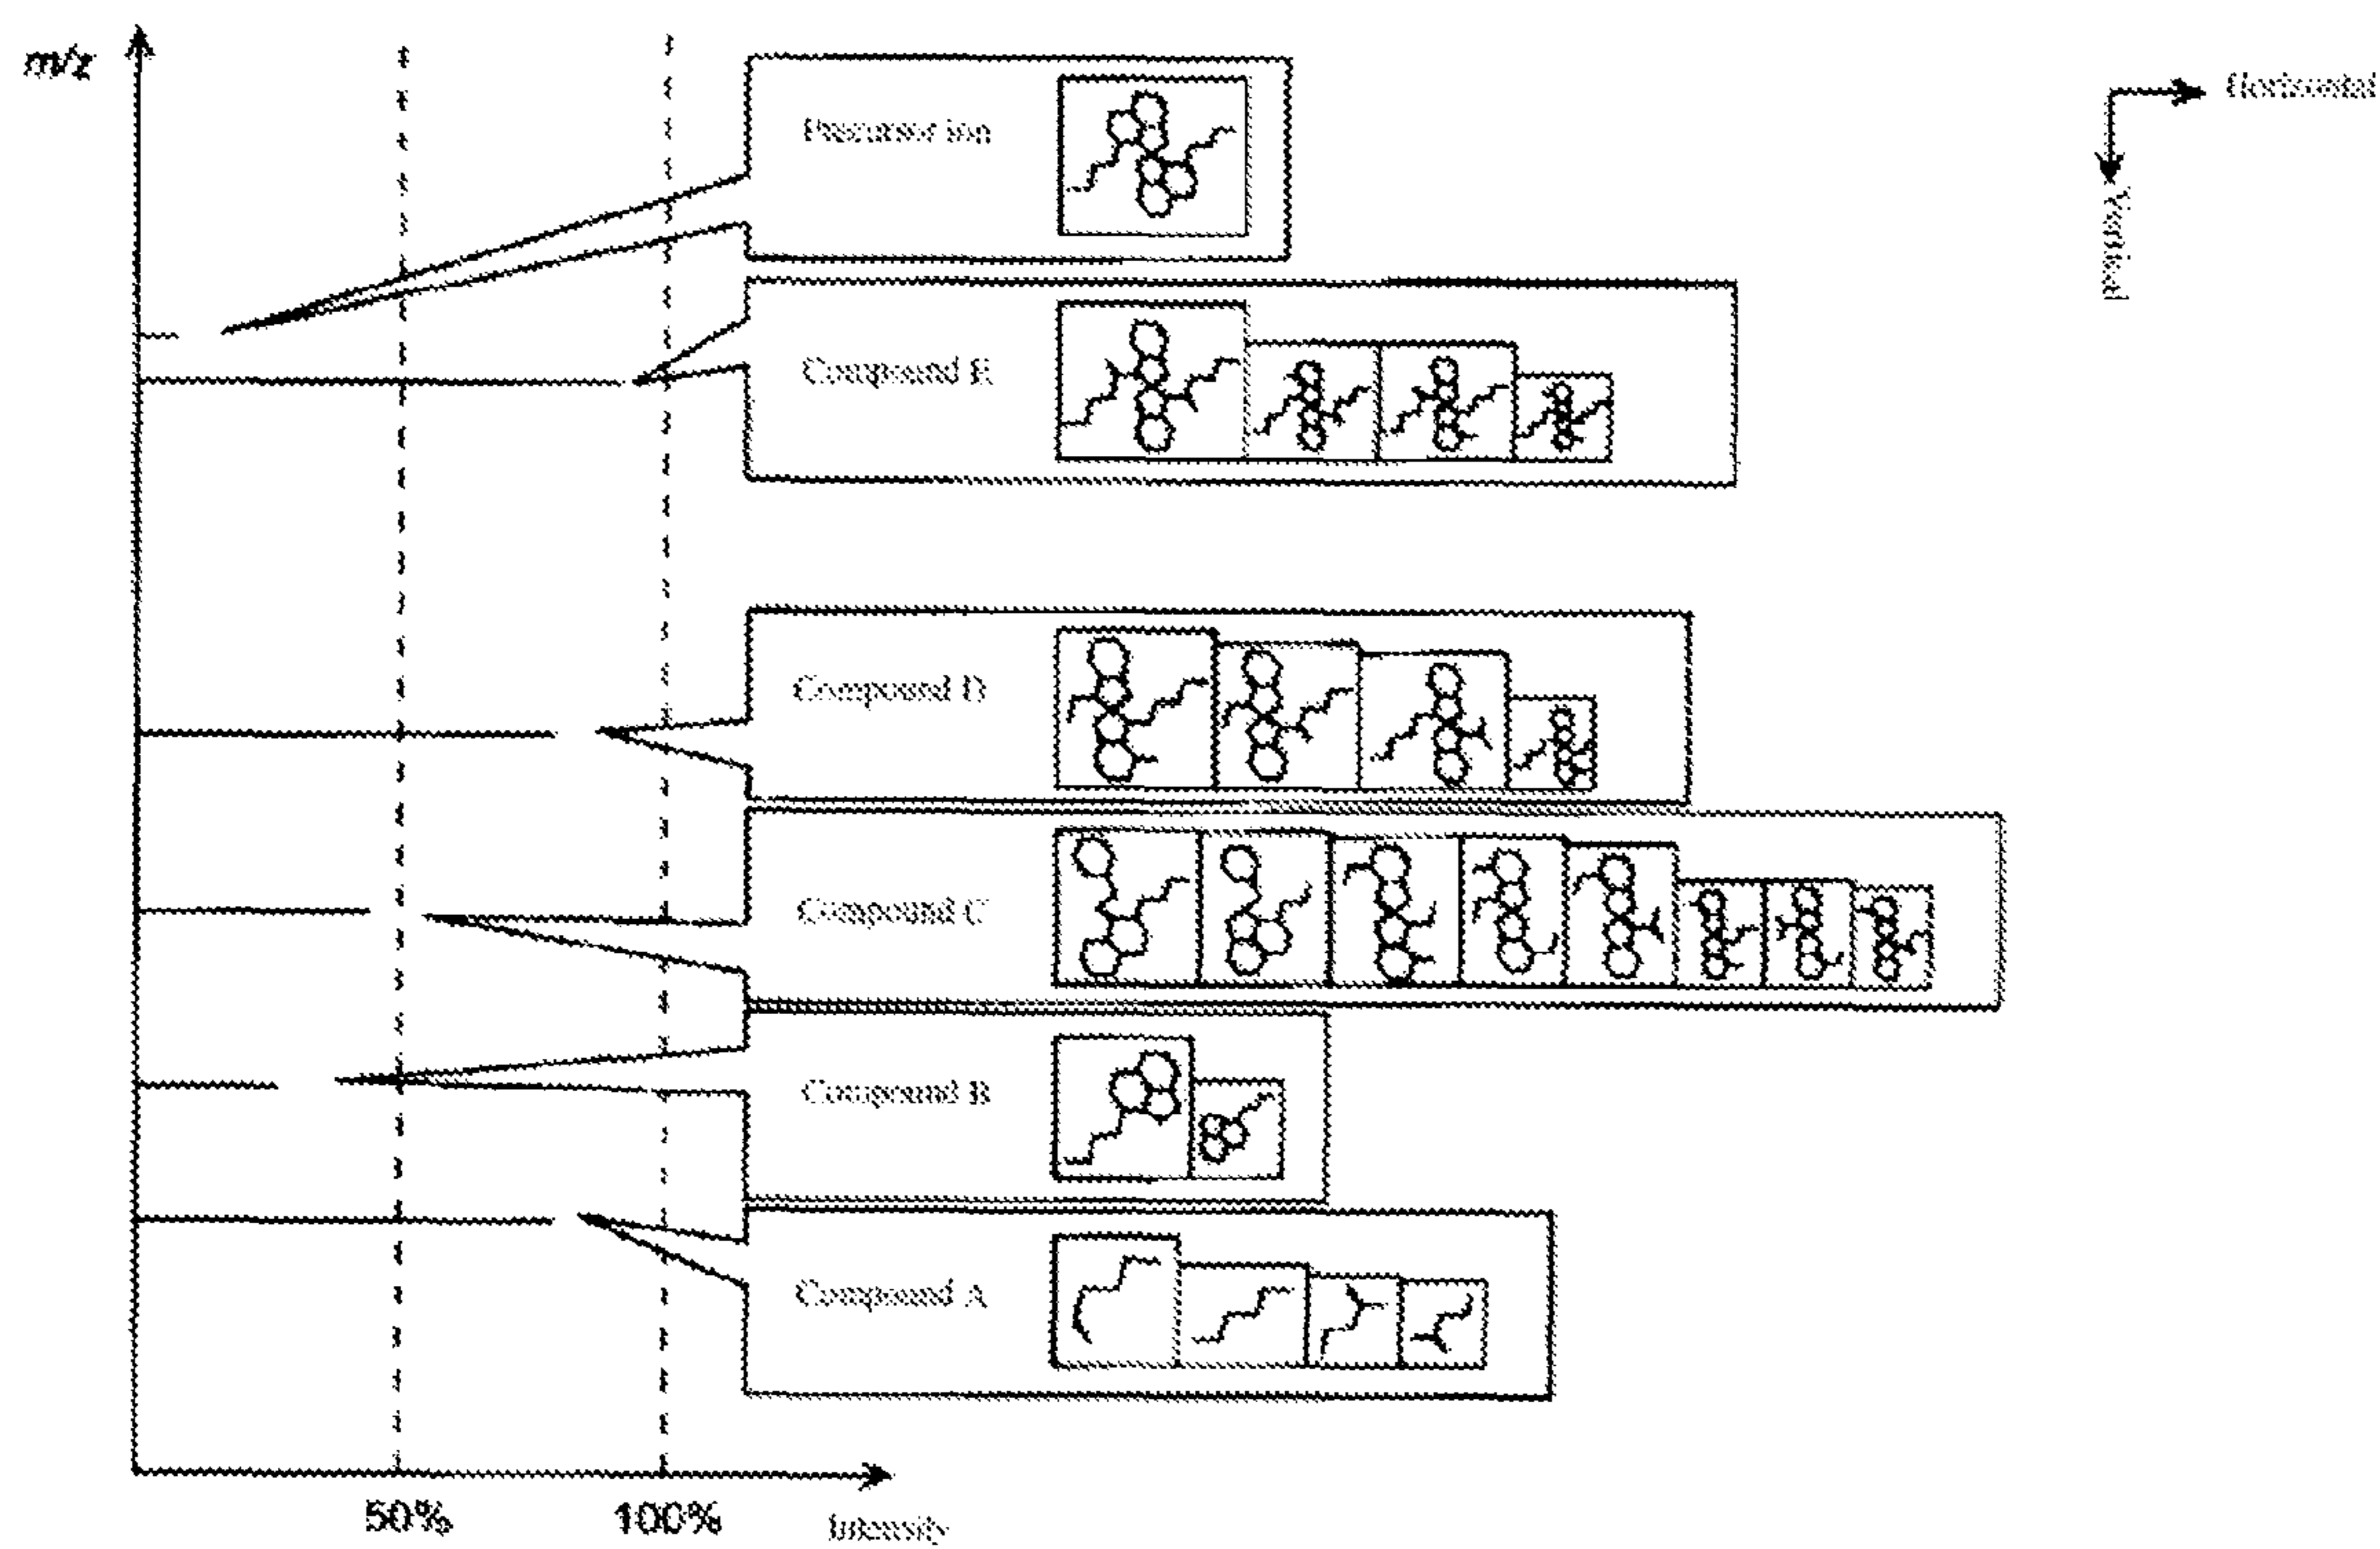 m/z
Horizontal
Vertical
Precursor ion
Compound E
Compound D
Compound C
Compound B
Compound A
50%
100%
Intensity